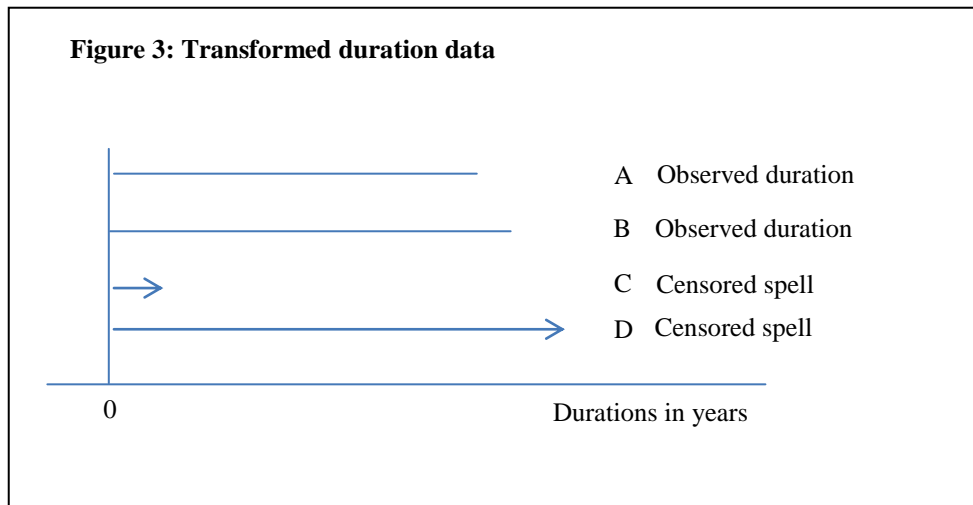 Figure 3: Transformed duration data
A Observed duration
B Observed duration
C Censored spell
D Censored spell
0
Durations in years